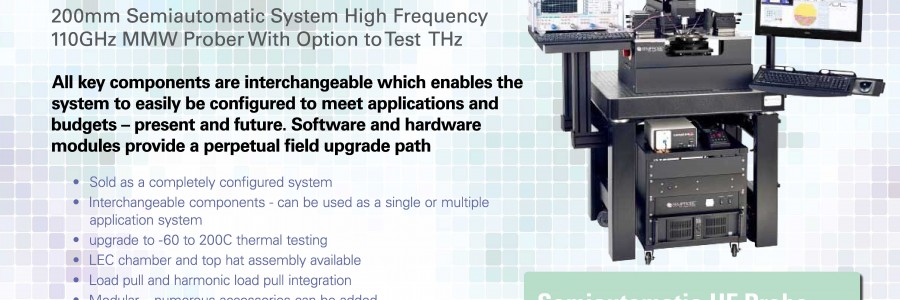 200mm Semiautomatic System High Frequency
110GHz MMW Prober With Option to Test THz
All key components are interchangeable which enables the
system to easily be configured to meet applications and
budgets – present and future. Software and hardware
modules provide a perpetual field upgrade path
• Sold as a completely configured system
• Interchangeable components - can be used as a single or multiple
application system
• upgrade to -60 to 200C thermal testing
• LEC chamber and top hat assembly available
• Load pull and harmonic load pull integration
• Modular – numerous accessories can be added
Semiautomatic HF Probe